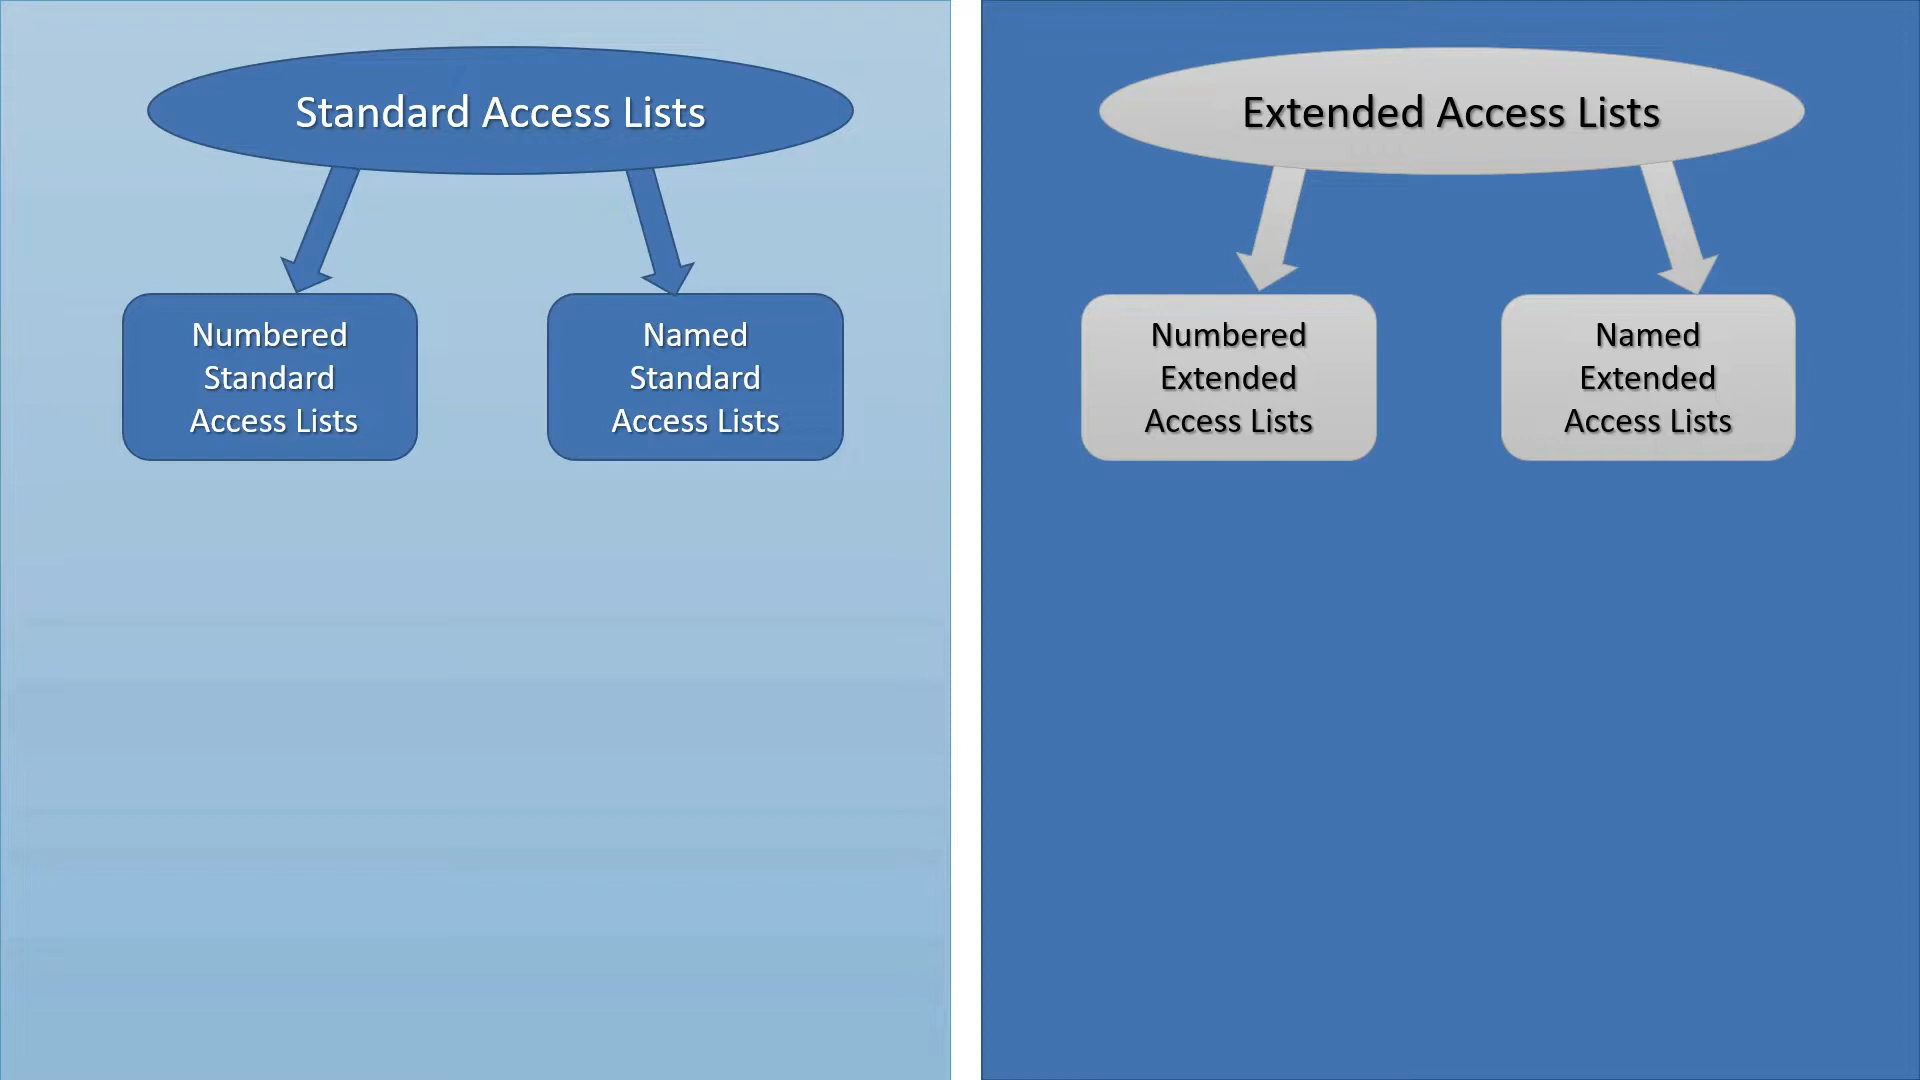 Standard Access Lists
Numbered
Standard
Access Lists
Named
Standard
Access Lists
Extended Access Lists
Numbered
Extended
Access Lists
Named
Extended
Access Lists